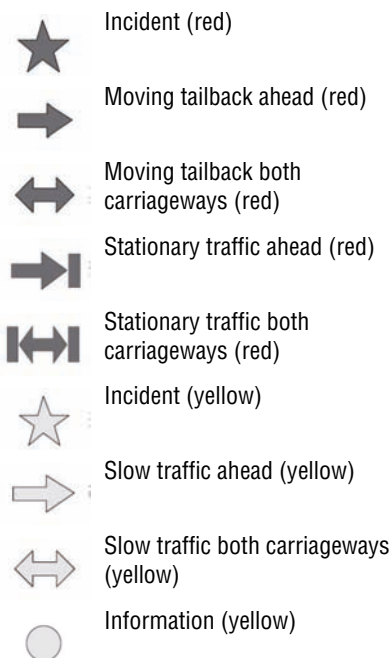 Incident (red)
Moving tailback ahead (red)
Moving tailback both
carriageways (red)
Stationary traffic ahead (red)
Stationary traffic both
carriageways (red)
Incident (yellow)
Slow traffic ahead (yellow)
Slow traffic both carriageways
(yellow)
Information (yellow)